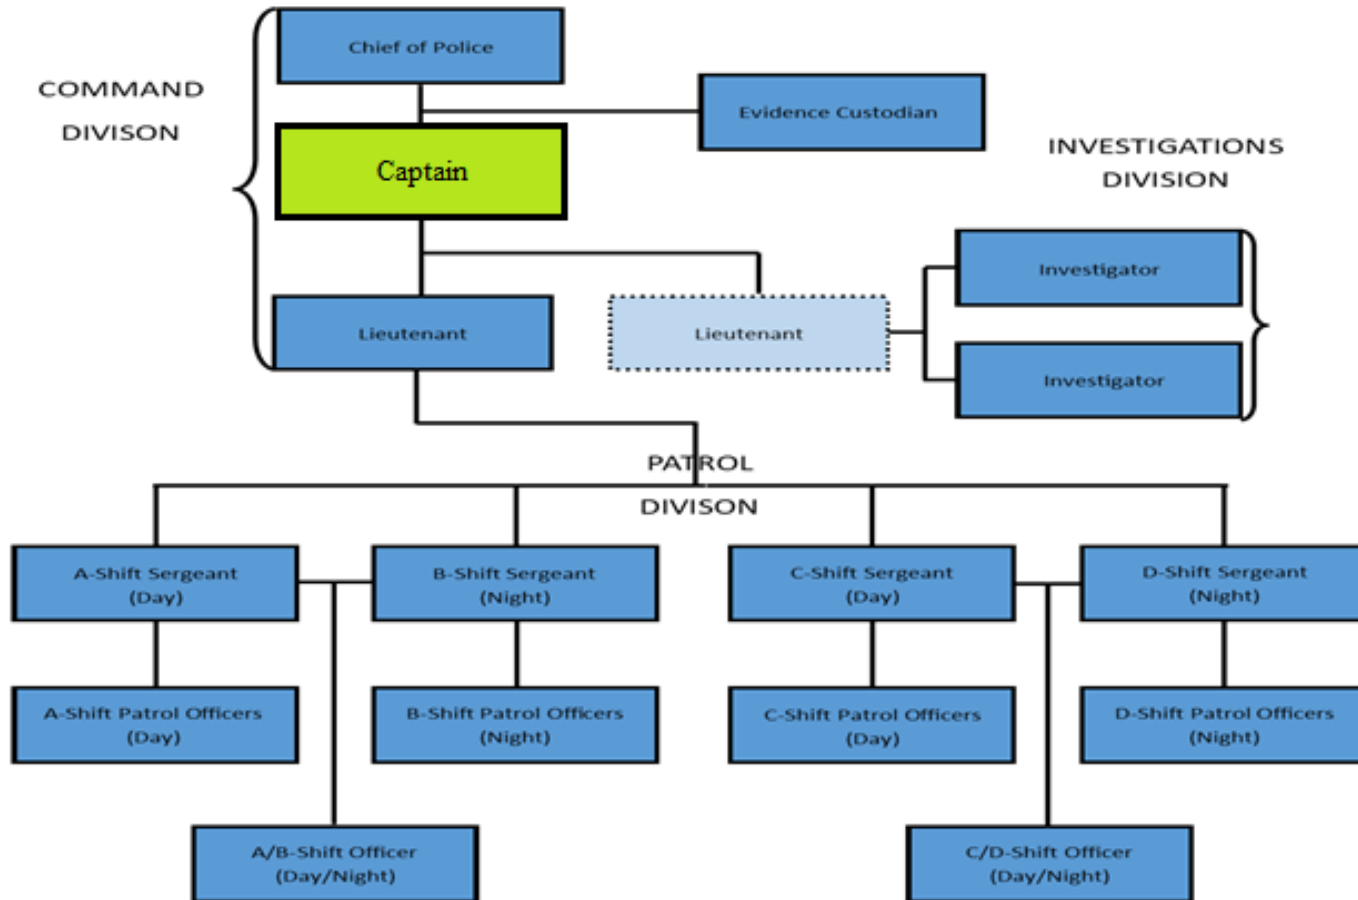 Chief of Police
COMMAND
DIVISON
Evidence Custodian
Captain
INVESTIGATIONS
DIVISION
Investigator
Lieutenant
Lieutenant
Investigator
PATROL
DIVISON
A-Shift Sergeant
(Day)
B-Shift Sergeant
(Night)
C-Shift Sergeant
(Day)
D-Shift Sergeant
(Night)
A-Shift Patrol Officers
(Day)
B-Shift Patrol Officers
(Night)
C-Shift Patrol Officers
(Day)
D-Shift Patrol Officers
(Night)
A/B-Shift Officer
(Day/Night)
C/D-Shift Officer
(Day/Night)